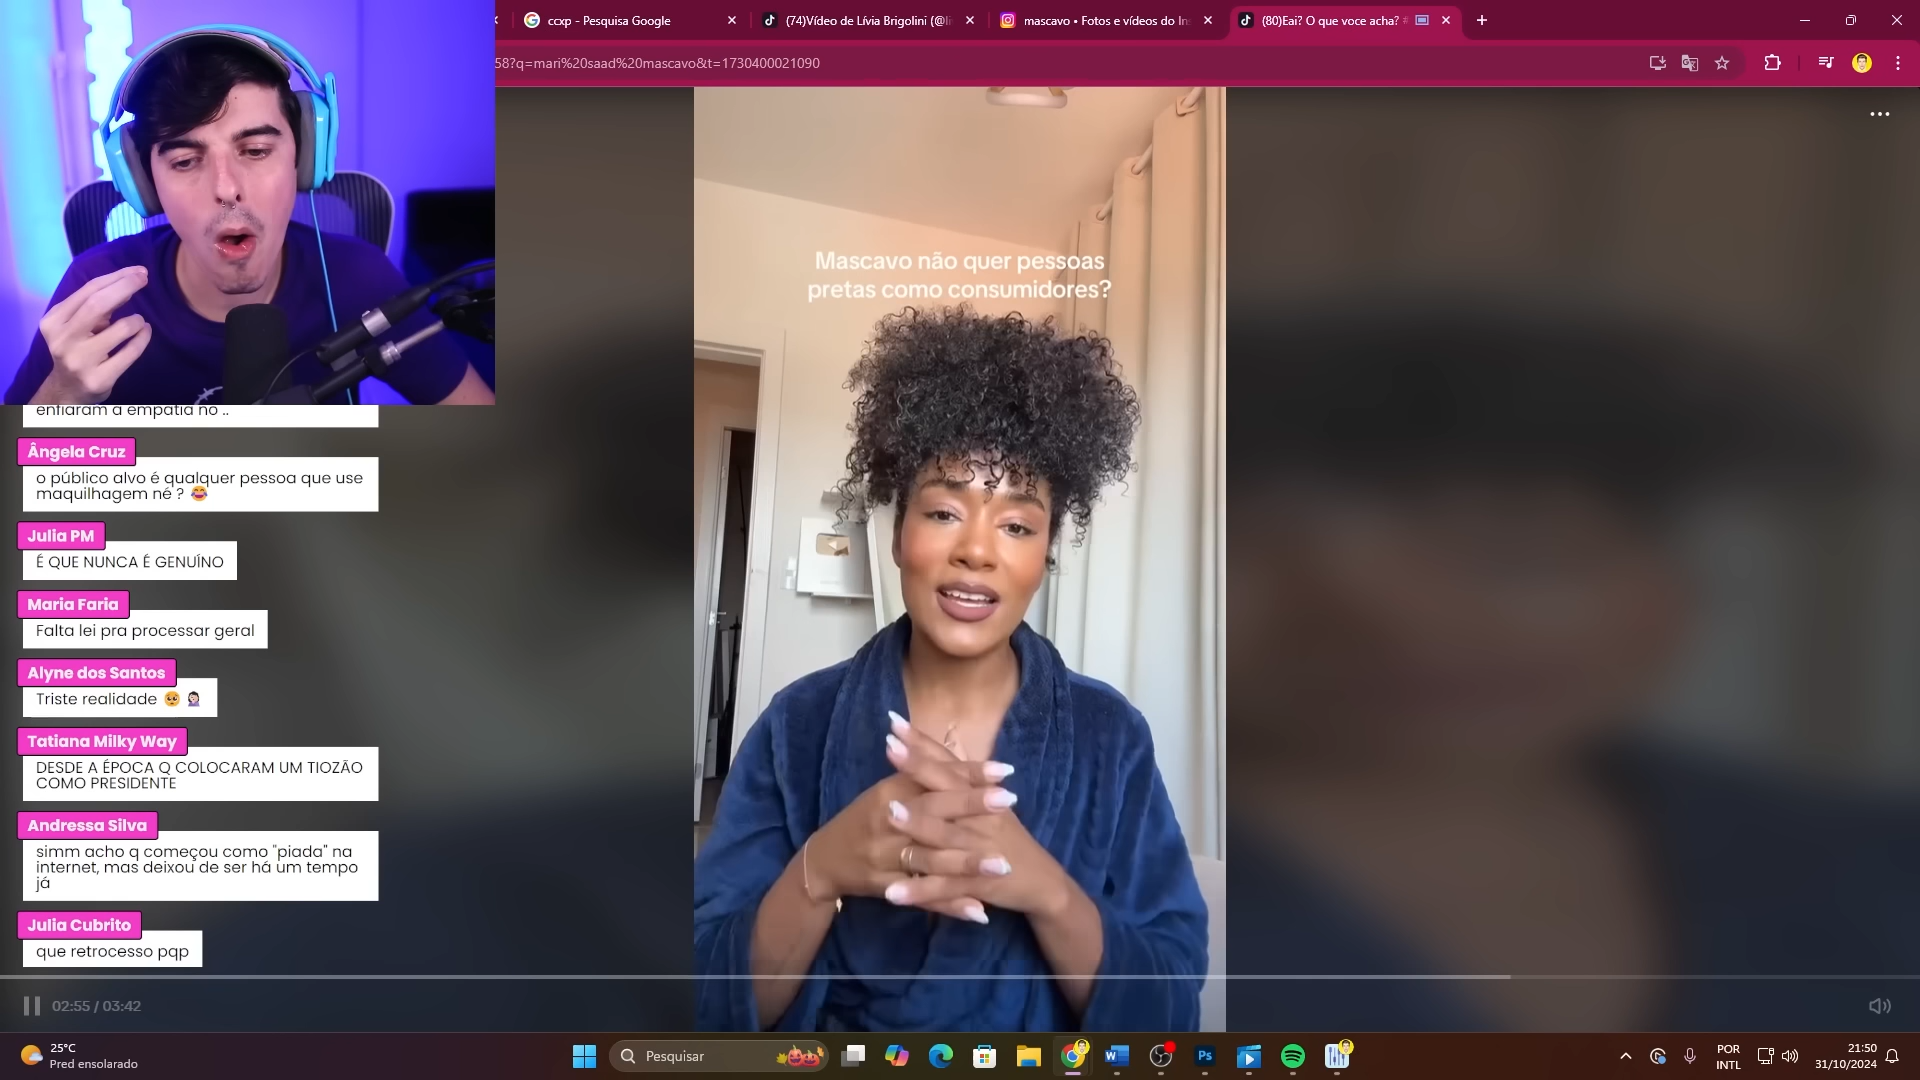 ccxp - Pesquisa Google
(74)Vídeo de Lívia Brigolini (@li
mascavo • Fotos e vídeos do In
(80)Eai? O que voce acha? #
58?q=mari%20saad%20mascavo&t=1730400021090
Mascavo não quer pessoas
pretas como consumidores?
enfiaram a empatia no ..
Ângela Cruz
o público alvo é qualquer pessoa que use
maquilhagem né ? 😂
Julia PM
É QUE NUNCA É GENUÍNO
Maria Faria
Falta lei pra processar geral
Alyne dos Santos
Triste realidade 🥺 🤦🏻‍♀️
Tatiana Milky Way
DESDE A ÉPOCA Q COLOCARAM UM TIOZÃO
COMO PRESIDENTE
Andressa Silva
simm acho q começou como "piada" na
internet, mas deixou de ser há um tempo
já
Julia Cubrito
que retrocesso pqp
02:55 / 03:42
25°C
Pred ensolarado
Pesquisar
W
Ps
POR
INTL
21:50
31/10/2024